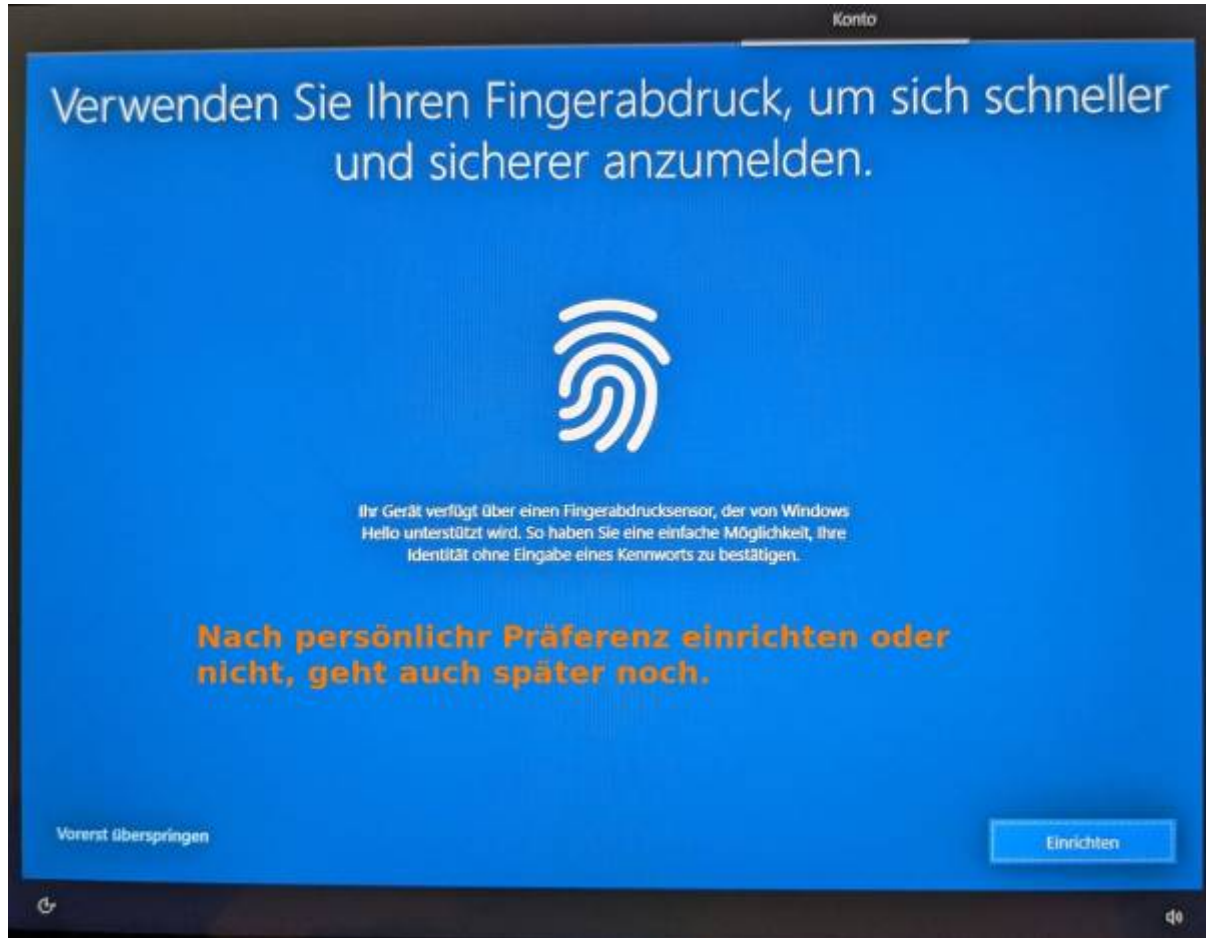 Konto
Verwenden Sie Ihren Fingerabdruck, um sich schneller
und sicherer anzumelden.
Ihr Gerät verfügt über einen Fingerabdrucksensor, der von Windows
Hello unterstützt wird. So haben Sie eine einfache Möglichkeit, Ihre
Identität ohne Eingabe eines Kennworts zu bestätigen.
Nach persönlichr Präferenz einrichten oder
nicht, geht auch später noch.
Vorerst überspringen
Einrichten